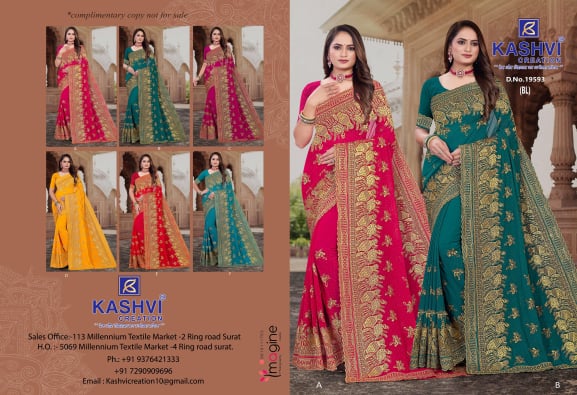 *complimentary copy not for sale
A
B
C
D
E
F
KASHVI
CREATION
Sales Office:-113 Millennium Textile Market -2 Ring road Surat
H.O. :- 5069 Millennium Textile Market -4 Ring road surat.
Ph.: +91 9376421333
+91 7290909696
Email : Kashvicreation10@gmail.com
imagine
KASHVI
CREATION
D.No.19593
(BL)
A
B